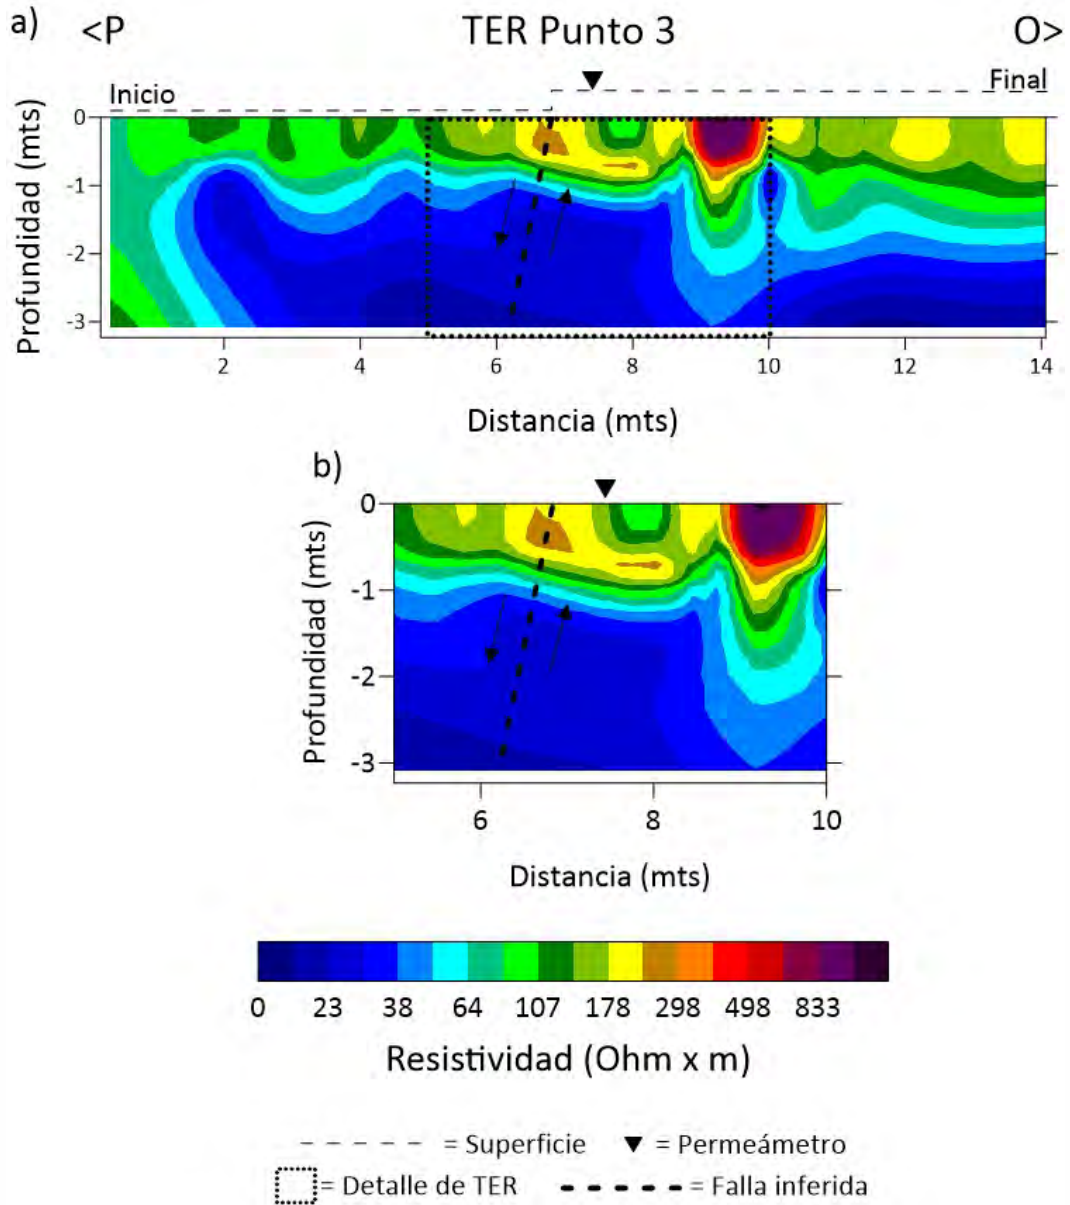 a) <P TER Punto 3 O>
Inicio Final
Profundidad (mts)
0
-1
-2
-3
2 4 6 8 10 12 14
Distancia (mts)
b)
Profundidad (mts)
0
-1
-2
-3
6 8 10
Distancia (mts)
0 23 38 64 107 178 298 498 833
Resistividad (Ohm x m)
= Superficie = Permeámetro
= Detalle de TER = Falla inferida